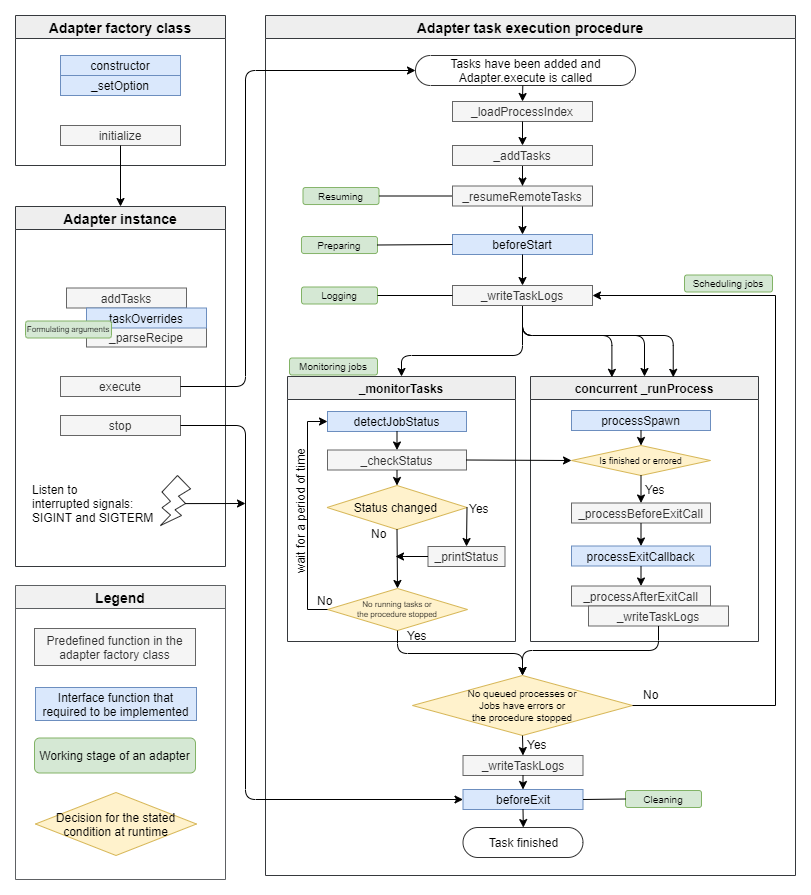 Adapter factory class
constructor
_setOption
initialize
Adapter instance
addTasks
taskOverrides
Formulating arguments
_parseRecipe
execute
stop
Listen to
interrupted signals:
SIGINT and SIGTERM
Legend
Predefined function in the
adapter factory class
Interface function that
required to be implemented
Working stage of an adapter
Decision for the stated
condition at runtime
Adapter task execution procedure
Tasks have been added and
Adapter.execute is called
_loadProcessIndex
_addTasks
Resuming
_resumeRemoteTasks
Preparing
beforeStart
Scheduling jobs
Logging
_writeTaskLogs
Monitoring jobs
_monitorTasks
detectJobStatus
_checkStatus
wait for a period of time
Status changed
Yes
No
_printStatus
No
No running tasks or
the procedure stopped
Yes
concurrent _runProcess
processSpawn
Is finished or errored
Yes
_processBeforeExitCall
processExitCallback
_processAfterExitCall
_writeTaskLogs
No queued processes or
Jobs have errors or
the procedure stopped
No
Yes
_writeTaskLogs
beforeExit
Cleaning
Task finished